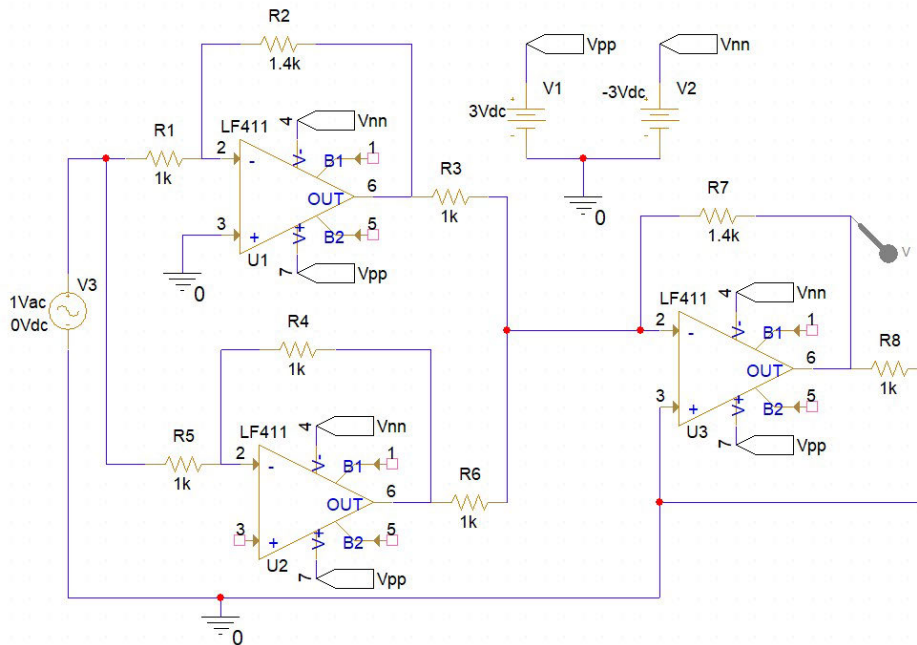 R2
1.4k
Vpp
Vnn
V1
V2
3Vdc
-3Vdc
0
R1
1k
LF411
4
Vnn
2
-
V-
B1
1
OUT
6
3
+
V+
B2
5
U1
7
Vpp
0
R3
1k
V3
1Vac
0Vdc
R4
1k
R5
1k
LF411
4
Vnn
2
-
V-
B1
1
OUT
6
3
+
V+
B2
5
U2
7
Vpp
R6
1k
0
R7
1.4k
V
LF411
4
Vnn
2
-
V-
B1
1
OUT
6
3
+
V+
B2
5
U3
7
Vpp
R8
1k